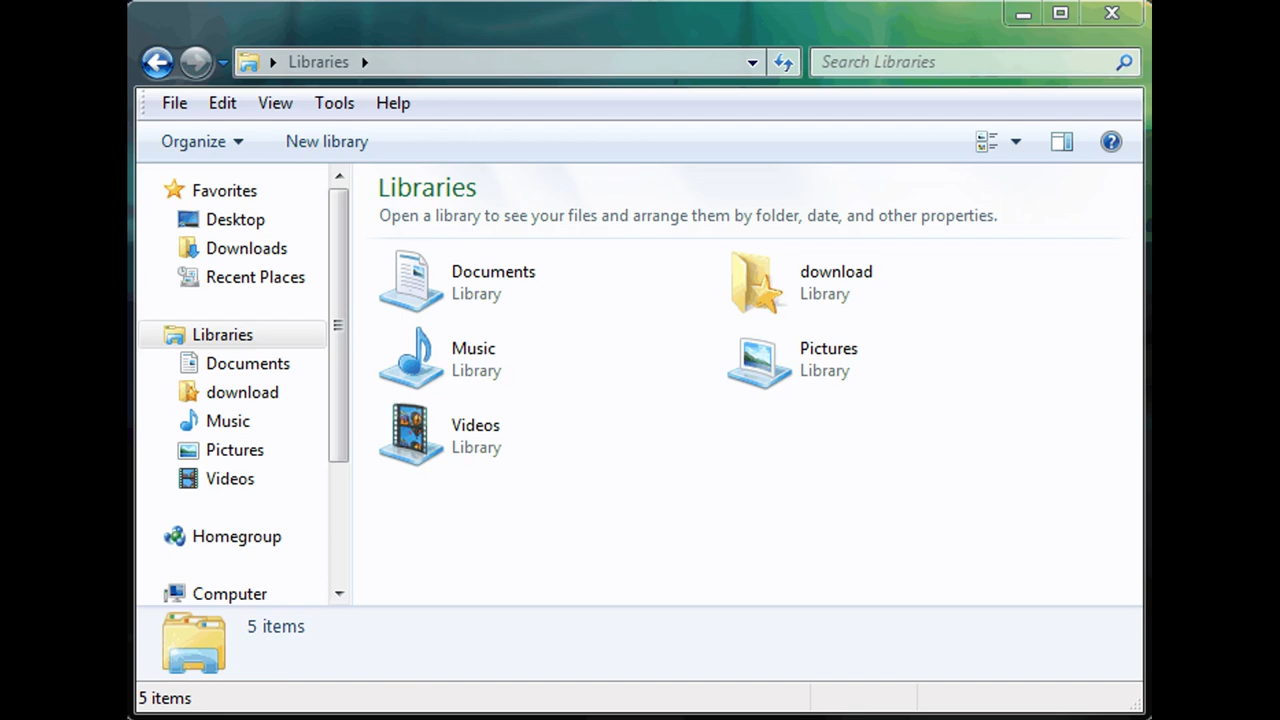 Libraries
Search Libraries
File Edit View Tools Help
Organize New library
Favorites
Desktop
Downloads
Recent Places
Libraries
Documents
download
Music
Pictures
Videos
Homegroup
Computer
Libraries
Open a library to see your files and arrange them by folder, date, and other properties.
Documents
Library
download
Library
Music
Library
Pictures
Library
Videos
Library
5 items
5 items